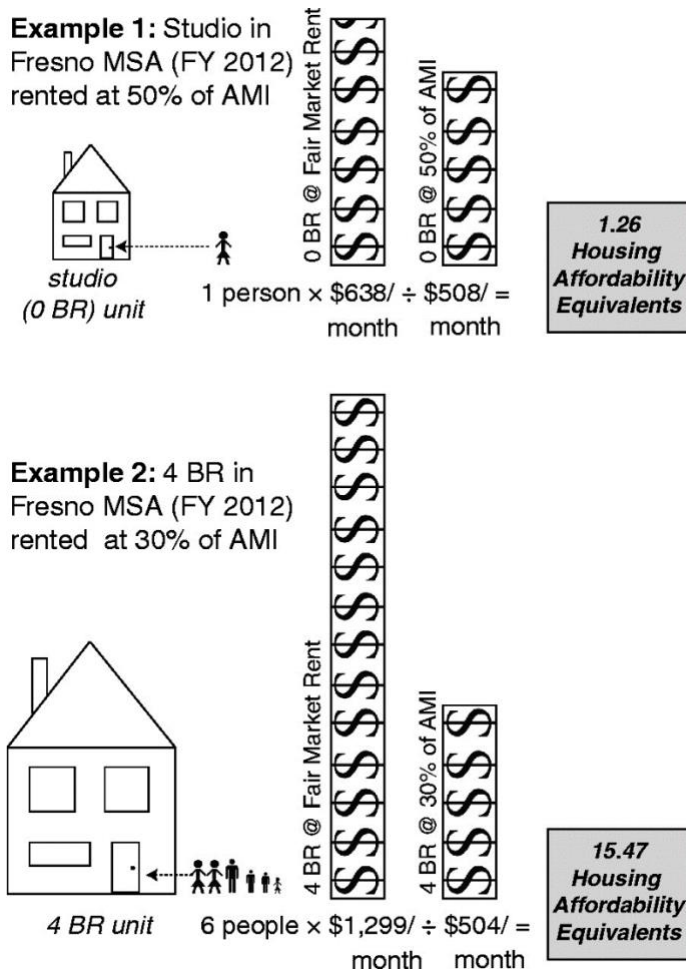 Example 1: Studio in
Fresno MSA (FY 2012)
rented at 50% of AMI
0 BR @ Fair Market Rent
$ $ $ $ $ $ $
0 BR @ 50% of AMI
$ $ $ $ $
studio
(0 BR) unit
1 person × $638/ ÷ $508/ =
month month
1.26
Housing
Affordability
Equivalents
Example 2: 4 BR in
Fresno MSA (FY 2012)
rented at 30% of AMI
4 BR @ Fair Market Rent
$ $ $ $ $ $ $ $ $ $ $ $ $
4 BR @ 30% of AMI
$ $ $ $ $
4 BR unit
6 people × $1,299/ ÷ $504/ =
month month
15.47
Housing
Affordability
Equivalents